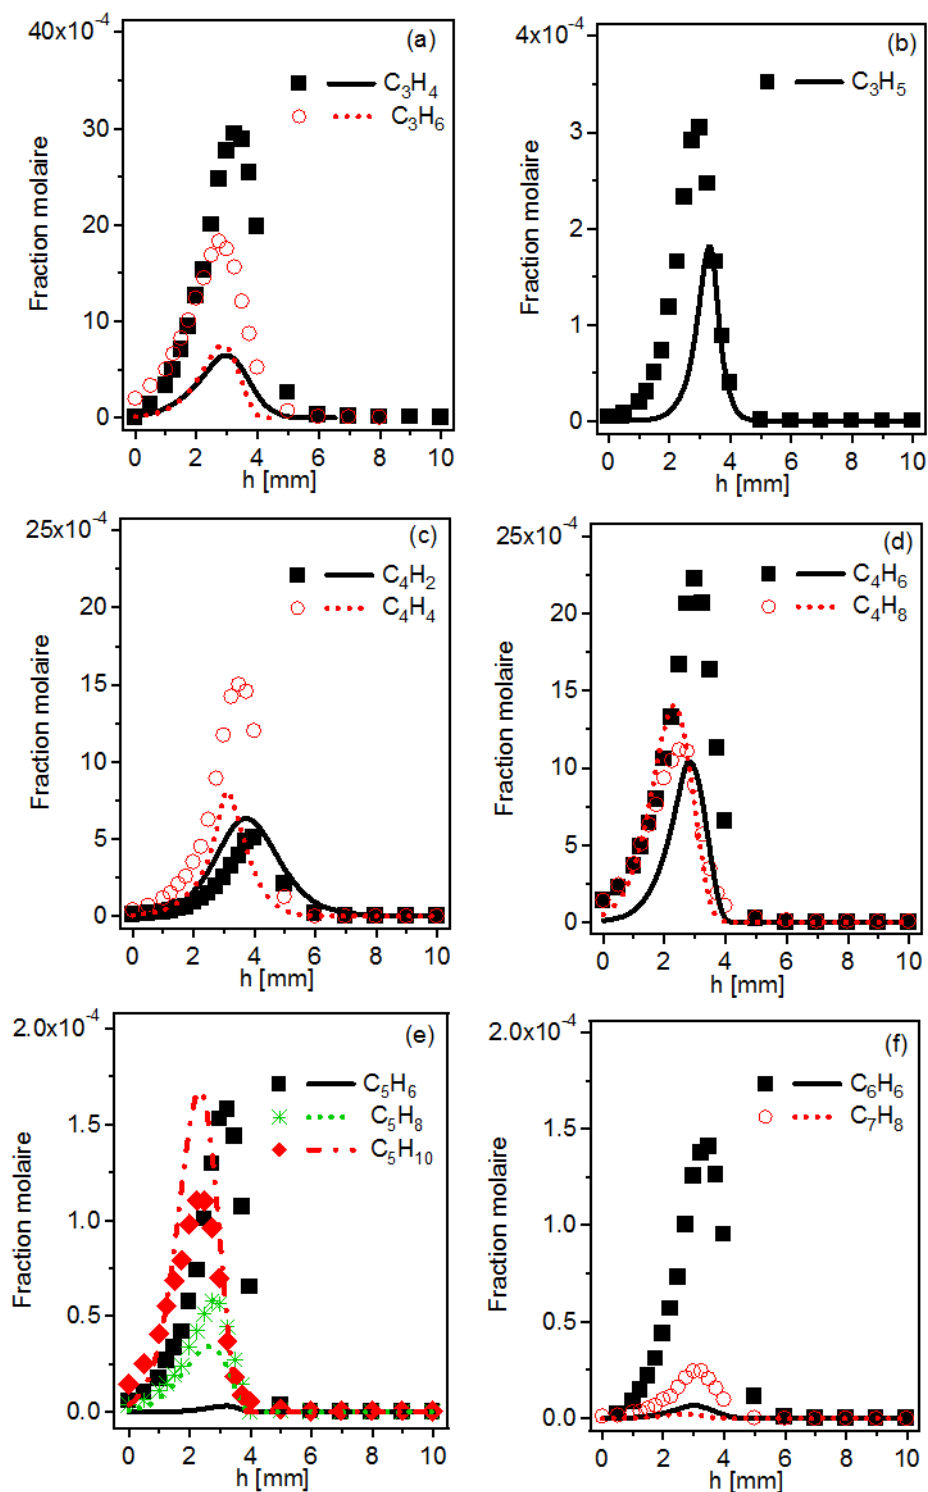 (a)
40x10⁻⁴
30
20
10
0
Fraction molaire
C₃H₄
C₃H₆
0 2 4 6 8 10
h [mm]
(b)
4x10⁻⁴
3
2
1
0
Fraction molaire
C₃H₅
0 2 4 6 8 10
h [mm]
(c)
25x10⁻⁴
20
15
10
5
0
Fraction molaire
C₄H₂
C₄H₄
0 2 4 6 8 10
h [mm]
(d)
25x10⁻⁴
20
15
10
5
0
Fraction molaire
C₄H₆
C₄H₈
0 2 4 6 8 10
h [mm]
(e)
2.0x10⁻⁴
1.5
1.0
0.5
0.0
Fraction molaire
C₅H₆
C₅H₈
C₅H₁₀
0 2 4 6 8 10
h [mm]
(f)
2.0x10⁻⁴
1.5
1.0
0.5
0.0
Fraction molaire
C₆H₆
C₇H₈
0 2 4 6 8 10
h [mm]